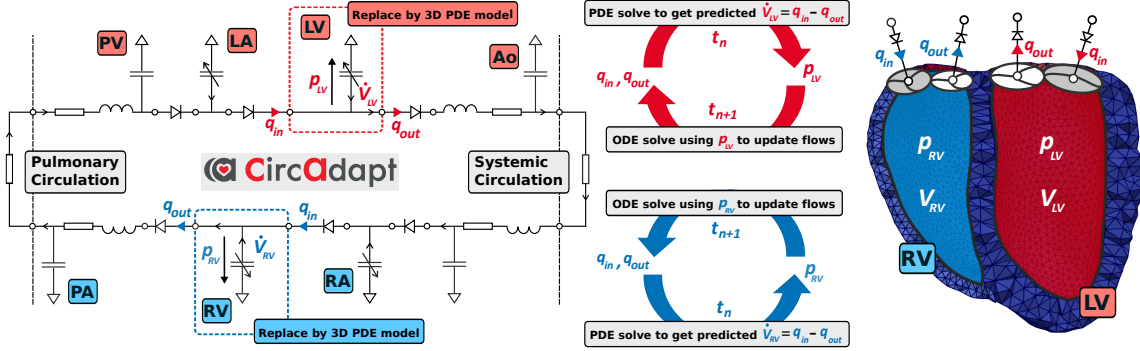 Replace by 3D PDE model
PV
LA
LV
Ao
p_LV
V̇_LV
q_in
q_out
Pulmonary
Circulation
CircAdapt
Systemic
Circulation
q_out
q_in
p_RV
V̇_RV
PA
RV
RA
Replace by 3D PDE model
PDE solve to get predicted V̇_LV = q_in − q_out
t_n
q_in, q_out
p_LV
t_n+1
ODE solve using p_LV to update flows
ODE solve using p_RV to update flows
t_n+1
q_in, q_out
p_RV
t_n
PDE solve to get predicted V̇_RV = q_in − q_out
q_in
q_out
q_out
q_in
p_RV
p_LV
V_RV
V_LV
RV
LV